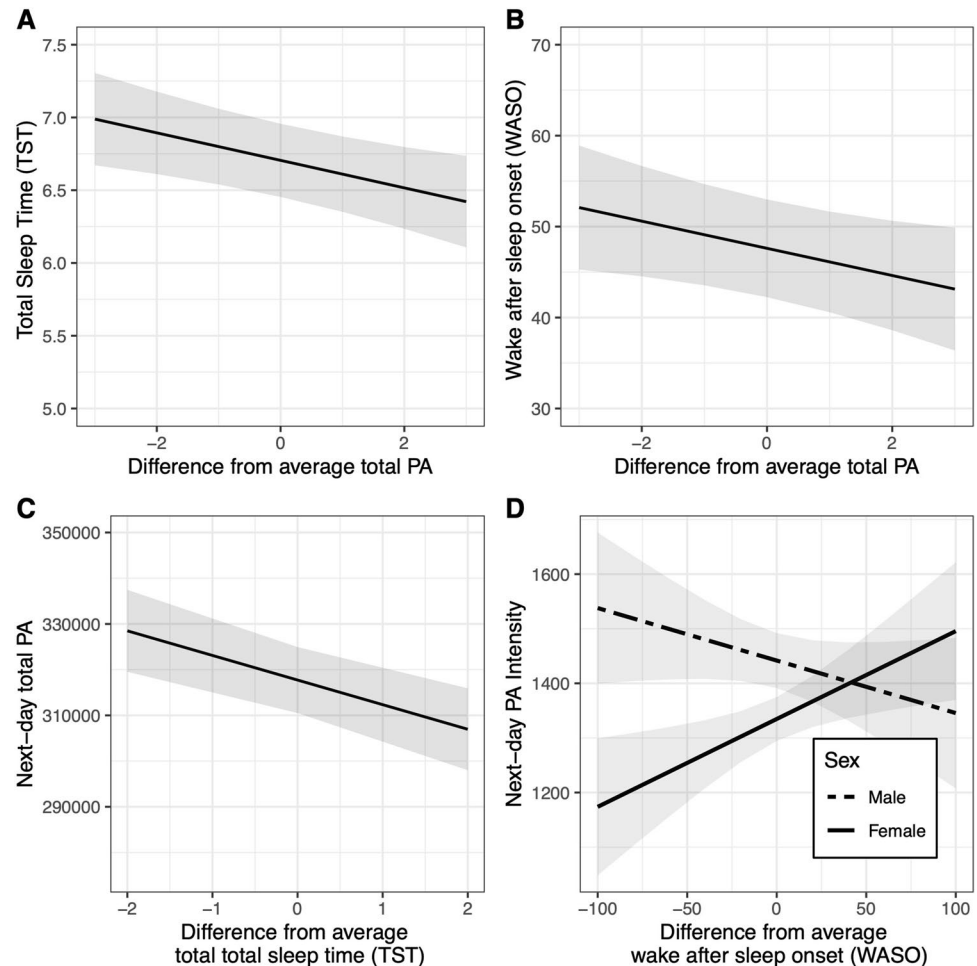 A
7.5
7.0
6.5
6.0
5.5
5.0
Total Sleep Time (TST)
−2
0
2
Difference from average total PA
B
70
60
50
40
30
Wake after sleep onset (WASO)
−2
0
2
Difference from average total PA
C
350000
330000
310000
290000
Next−day total PA
−2
−1
0
1
2
Difference from average
total total sleep time (TST)
D
1600
1400
1200
Next−day PA Intensity
Sex
Male
Female
−100
−50
0
50
100
Difference from average
wake after sleep onset (WASO)